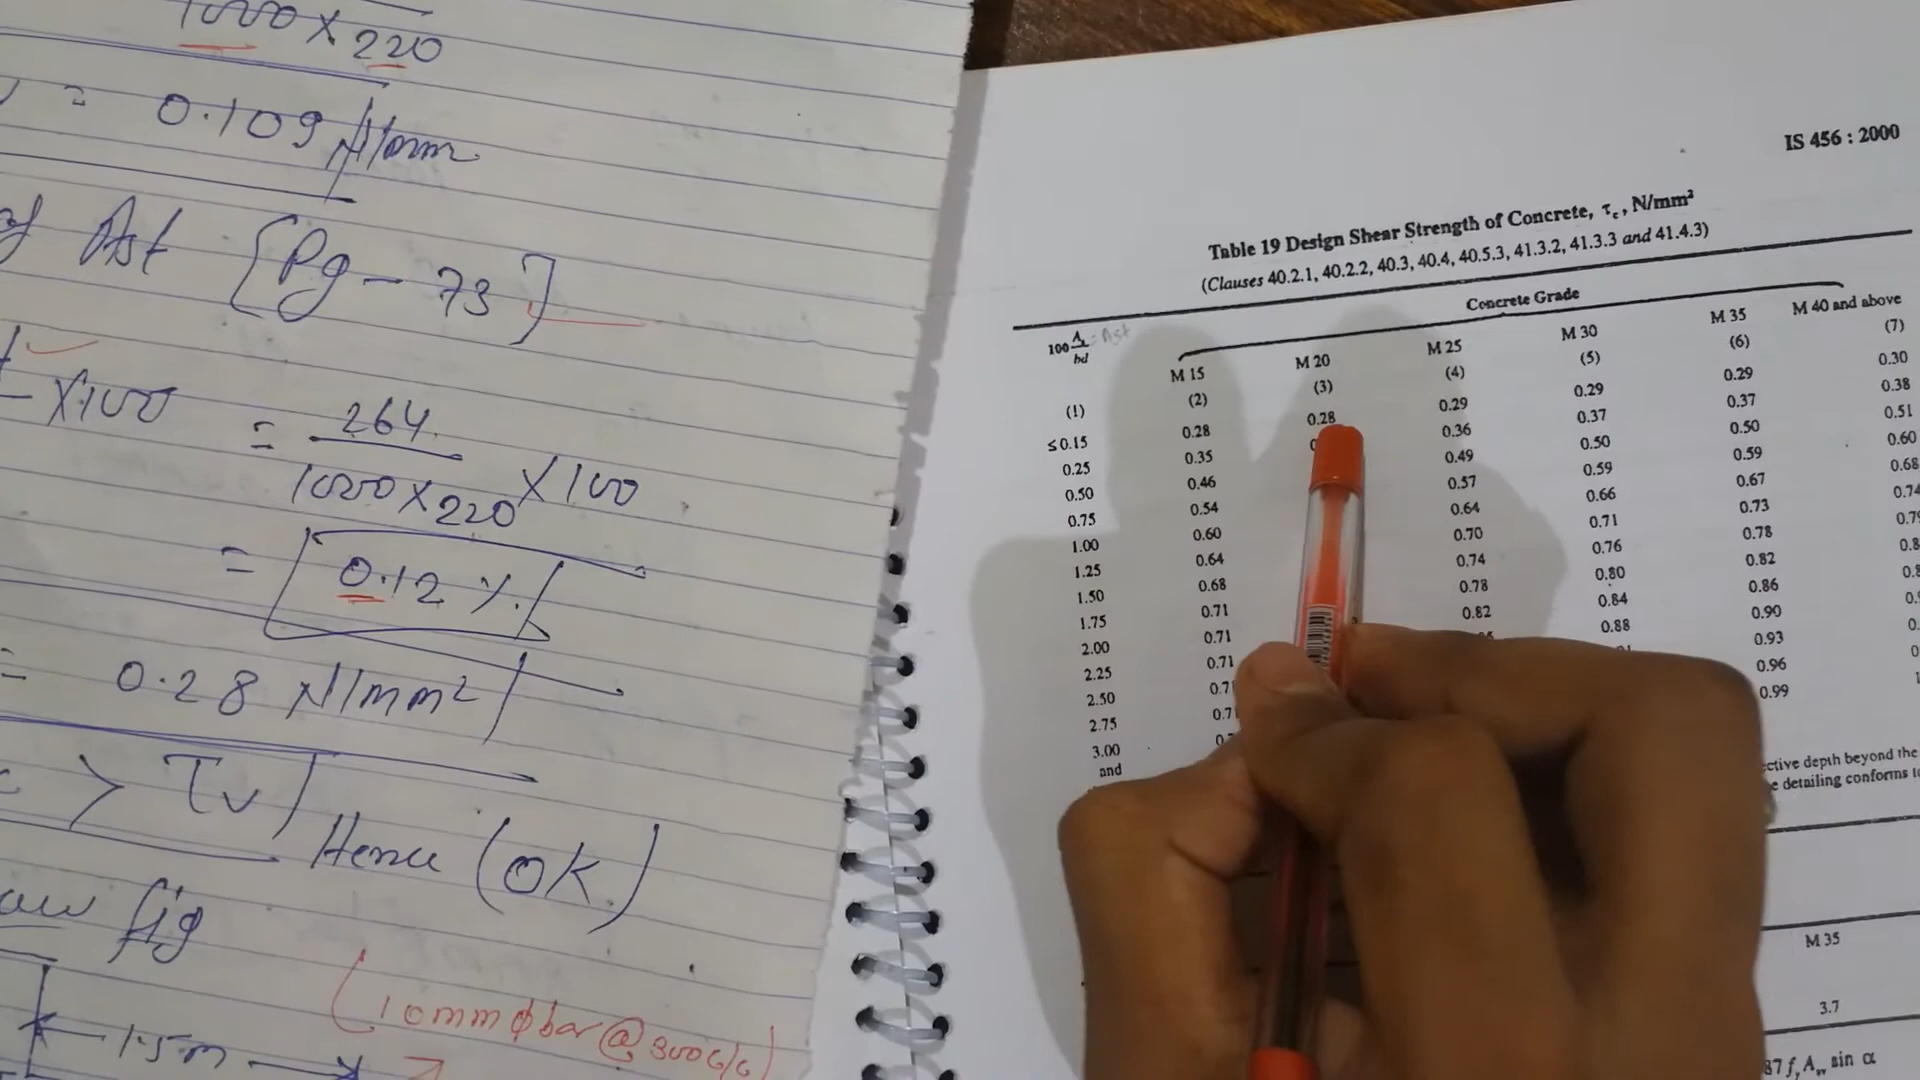 1000 × 220
= 0.109 N/mm
of Ast [Pg - 73]
× 100 = 264
1000 × 220 × 100
= 0.12 %.
= 0.28 N/mm²
> τv Hence (OK)
fig
1.5m
10mm ϕ bar @ 300 c/c
IS 456 : 2000
Table 19 Design Shear Strength of Concrete, τc, N/mm²
(Clauses 40.2.1, 40.2.2, 40.3, 40.4, 40.5.3, 41.3.2, 41.3.3 and 41.4.3)
100 As/bd = Ast
Concrete Grade
M 15 M 20 M 25 M 30 M 35 M 40 and above
(1) (2) (3) (4) (5) (6) (7)
≤ 0.15 0.28 0.28 0.29 0.29 0.29 0.30
0.25 0.35 0.36 0.37 0.37 0.38
0.50 0.46 0.49 0.50 0.50 0.51
0.75 0.54 0.57 0.59 0.59 0.60
1.00 0.60 0.64 0.66 0.67 0.68
1.25 0.64 0.70 0.71 0.73
1.50 0.68 0.74 0.76 0.78
1.75 0.71 0.78 0.80 0.82
2.00 0.71 0.82 0.84 0.86
2.25 0.71 0.88 0.90
2.50 0.93
2.75 0.96
3.00 0.99
and
ective depth beyond the
e detailing conforms to
M 35
3.7
87 fy Asv sin α